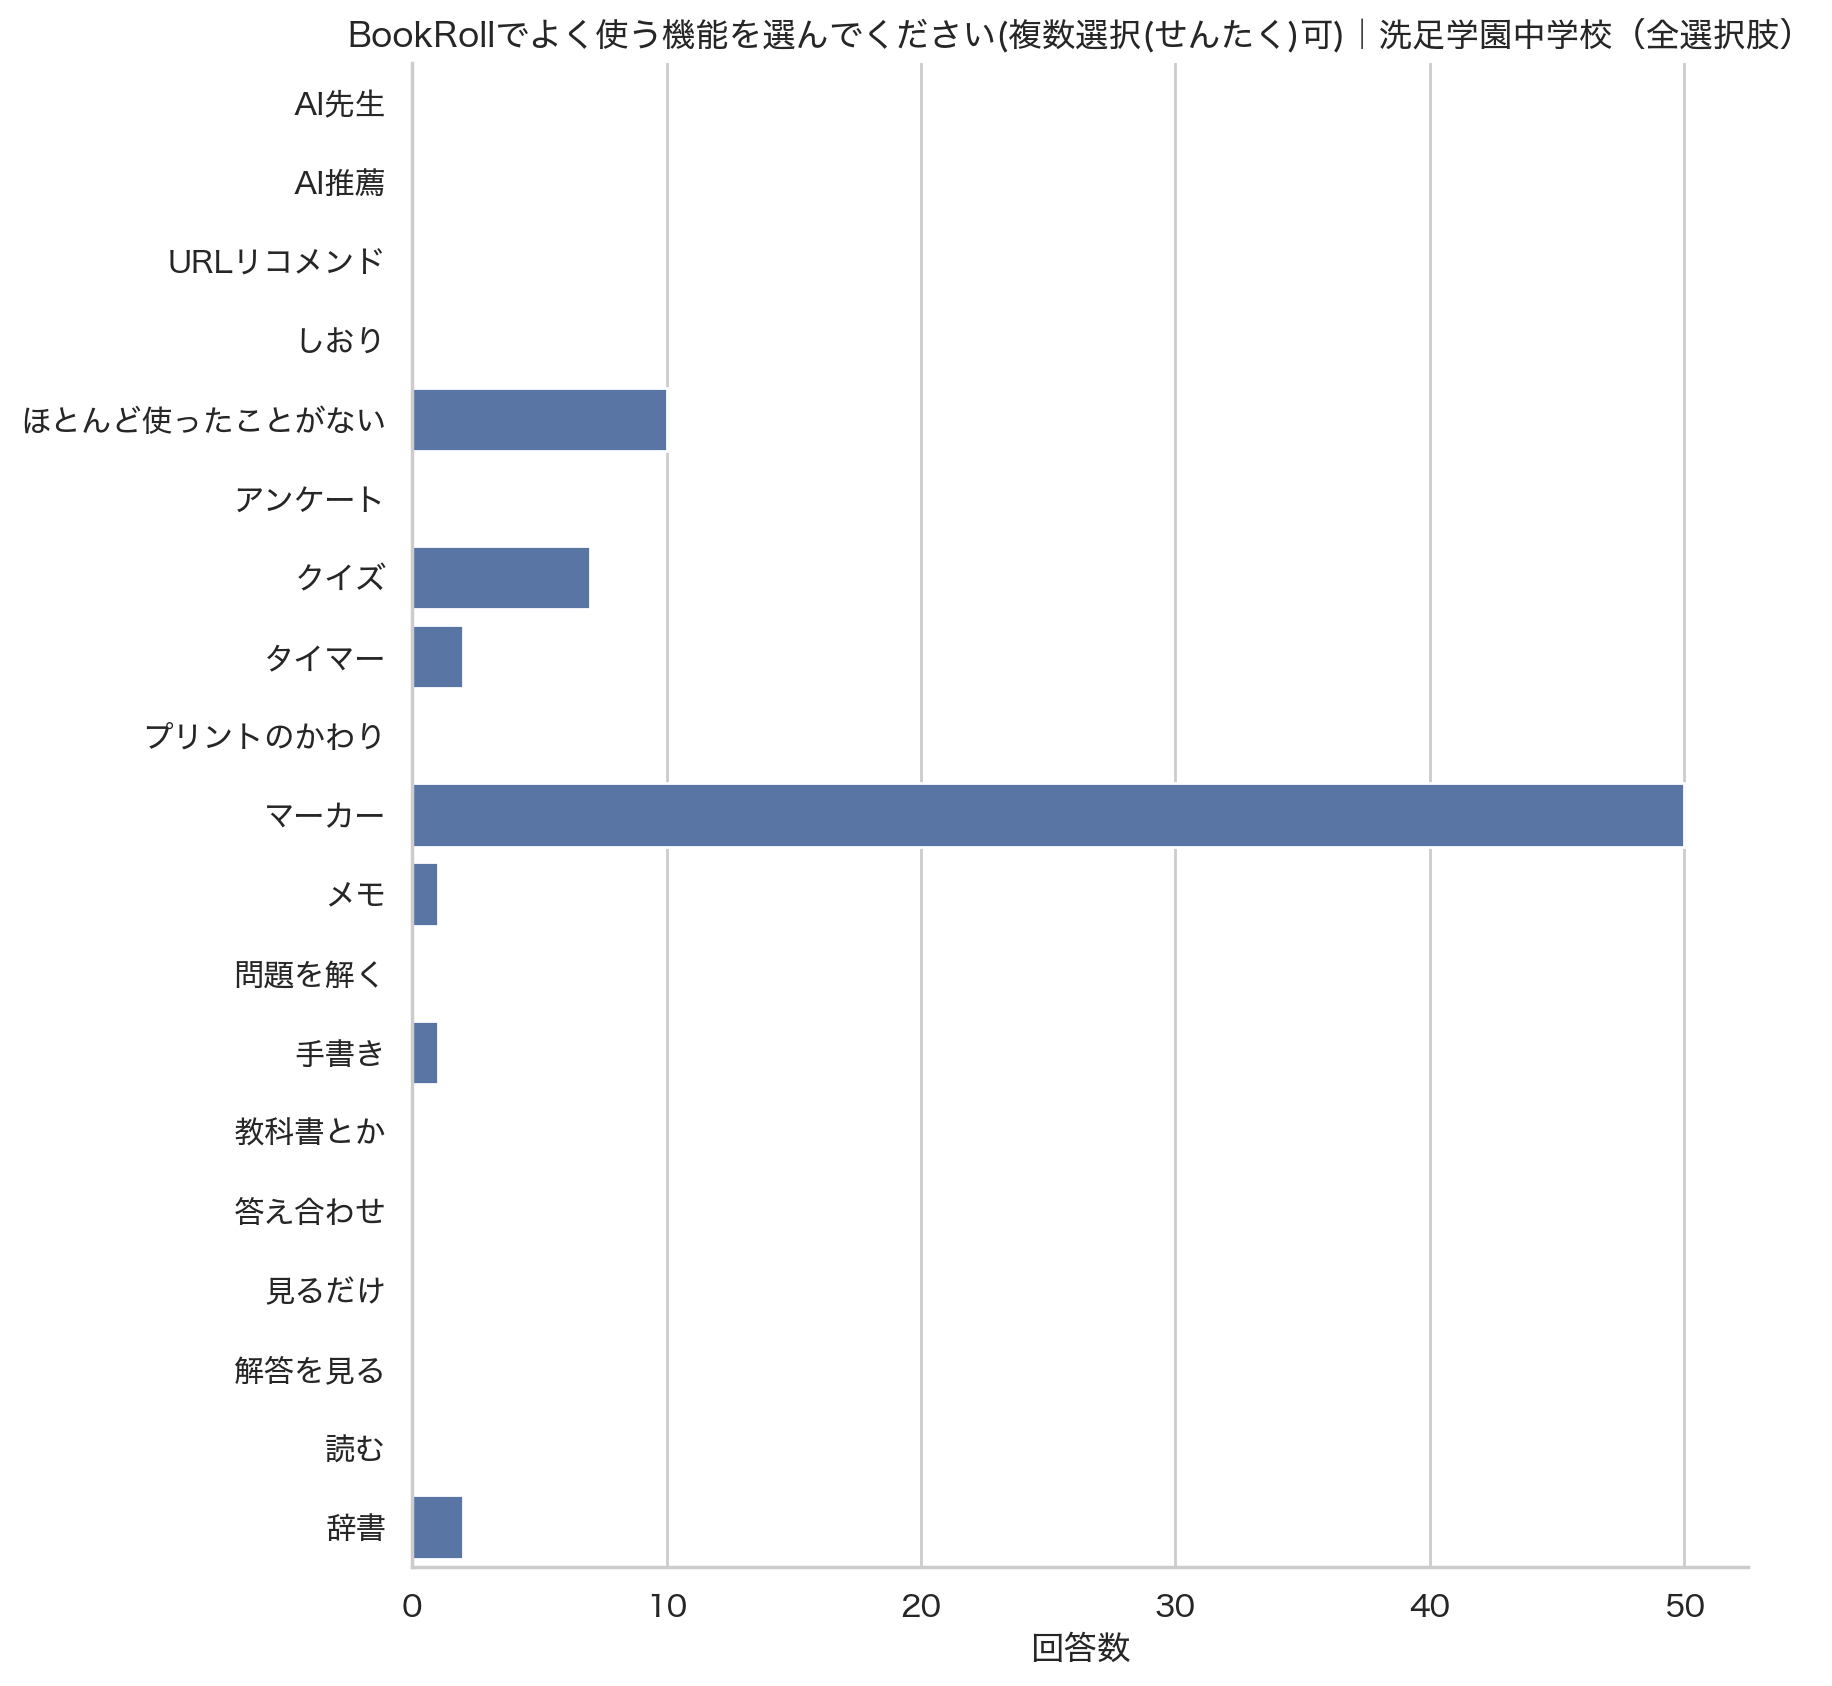 BookRollでよく使う機能を選んでください(複数選択(せんたく)可)｜洗足学園中学校（全選択肢）
AI先生
AI推薦
URLリコメンド
しおり
ほとんど使ったことがない
アンケート
クイズ
タイマー
プリントのかわり
マーカー
メモ
問題を解く
手書き
教科書とか
答え合わせ
見るだけ
解答を見る
読む
辞書
0 10 20 30 40 50
回答数